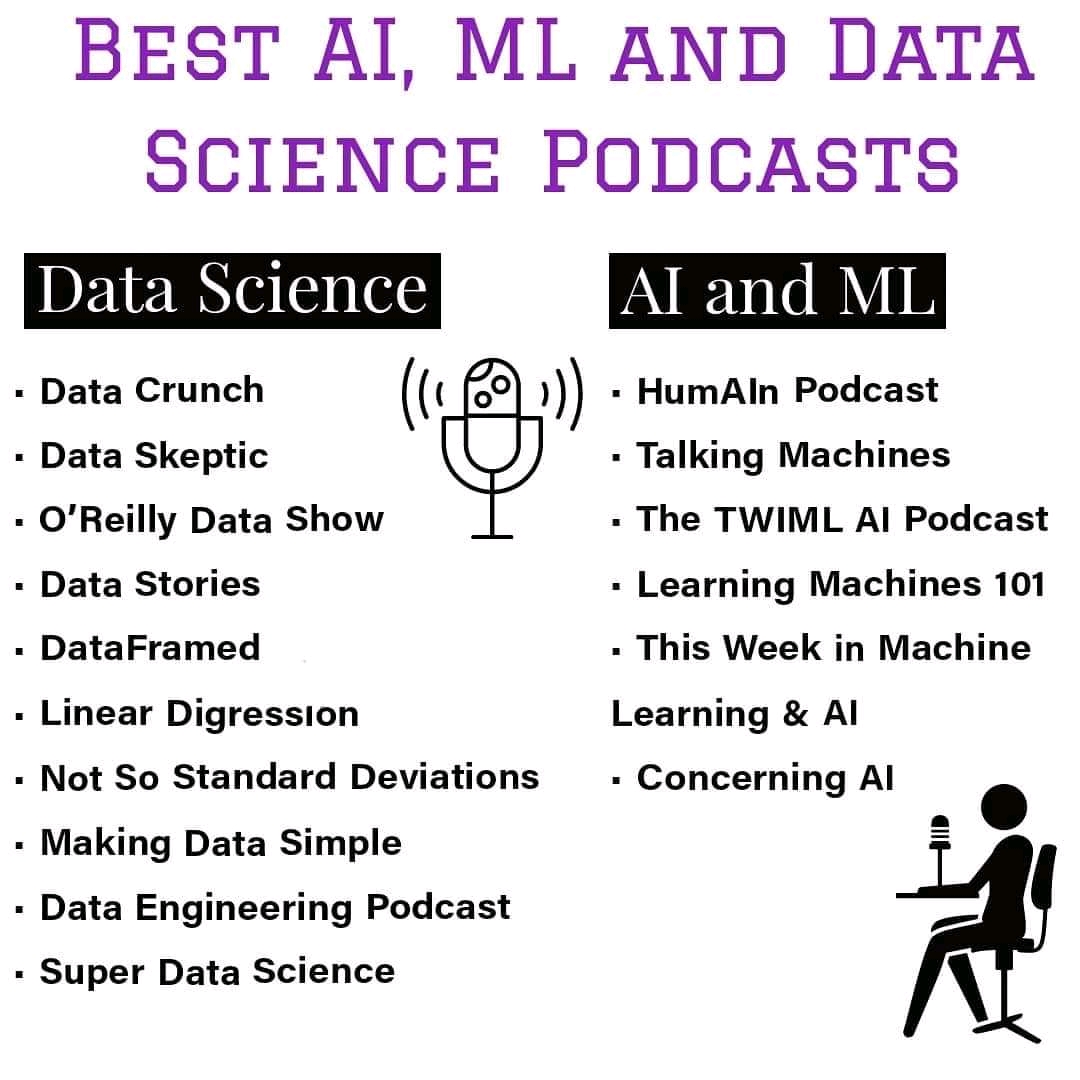 Best AI, ML and Data
Science Podcasts
Data Science
· Data Crunch
· Data Skeptic
· O’Reilly Data Show
· Data Stories
· DataFramed
· Linear Digressıon
· Not So Standard Deviations
· Making Data Simple
· Data Engineering Podcast
· Super Data Science
AI and ML
· HumAIn Podcast
· Talking Machines
· The TWIML AI Podcast
· Learning Machines 101
· This Week in Machine
Learning & AI
· Concerning AI